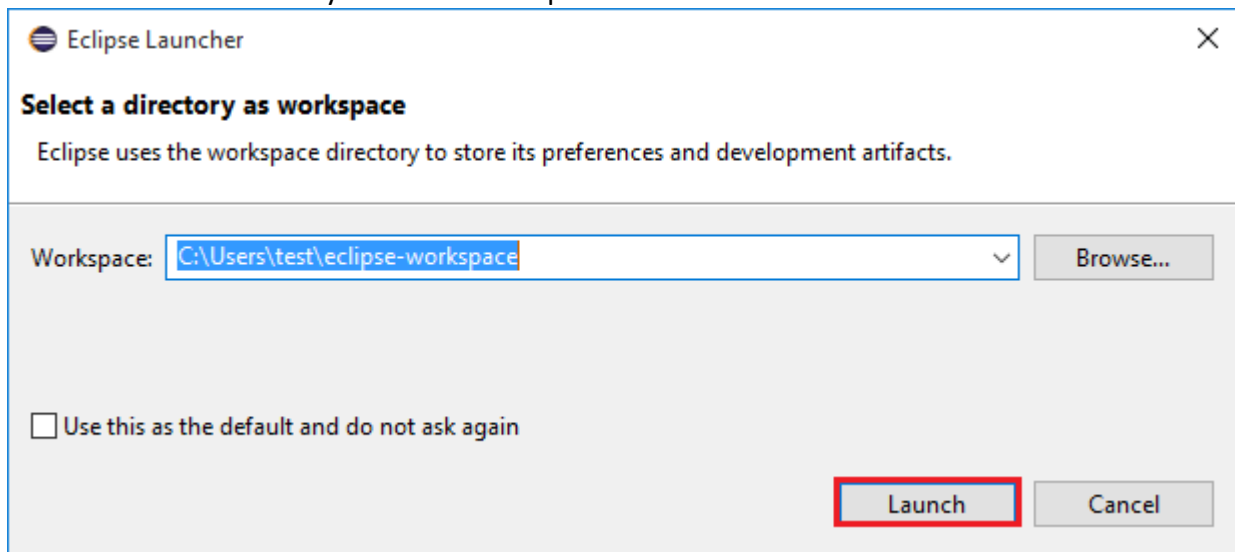 Eclipse Launcher
Select a directory as workspace
Eclipse uses the workspace directory to store its preferences and development artifacts.
Workspace: C:\Users\test\eclipse-workspace Browse...
Use this as the default and do not ask again
Launch Cancel